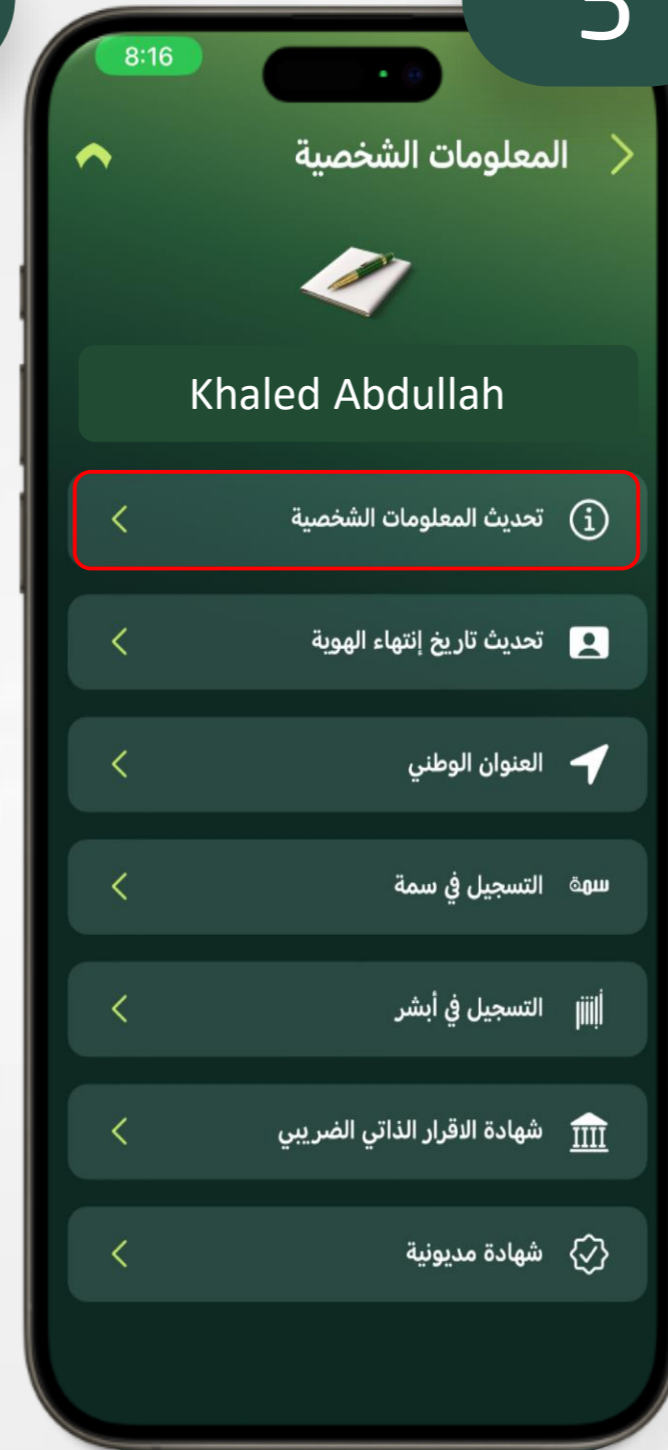 8:16
المعلومات الشخصية
Khaled Abdullah
تحديث المعلومات الشخصية
تحديث تاريخ إنتهاء الهوية
العنوان الوطني
سمة التسجيل في سمة
أبشر التسجيل في أبشر
شهادة الاقرار الذاتي الضريبي
شهادة مديونية